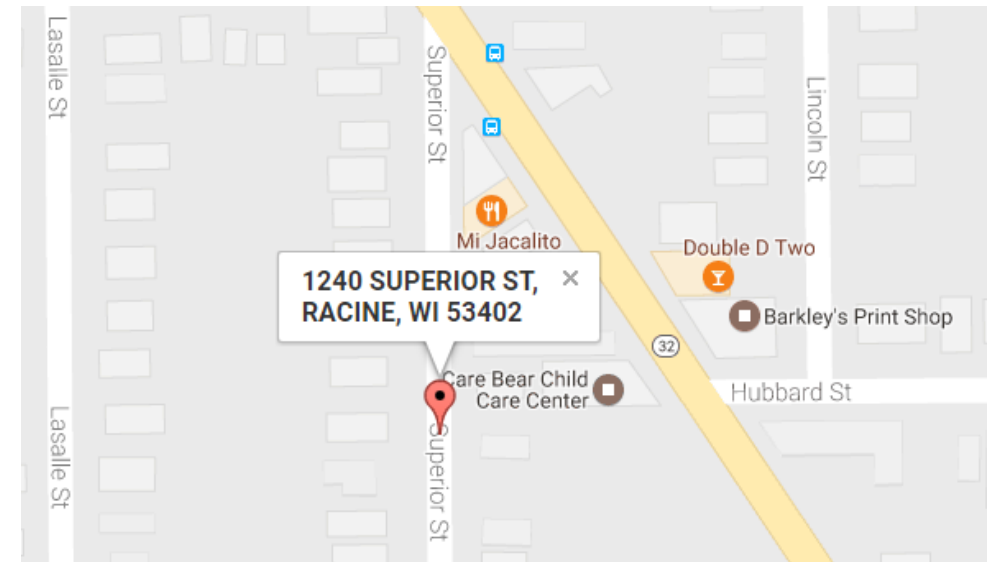 Lasalle St
Superior St
Lincoln St
Mi Jacalito
Double D Two
1240 SUPERIOR ST, ×
RACINE, WI 53402
Barkley's Print Shop
32
Care Bear Child
Care Center
Hubbard St
Lasalle St
Superior St